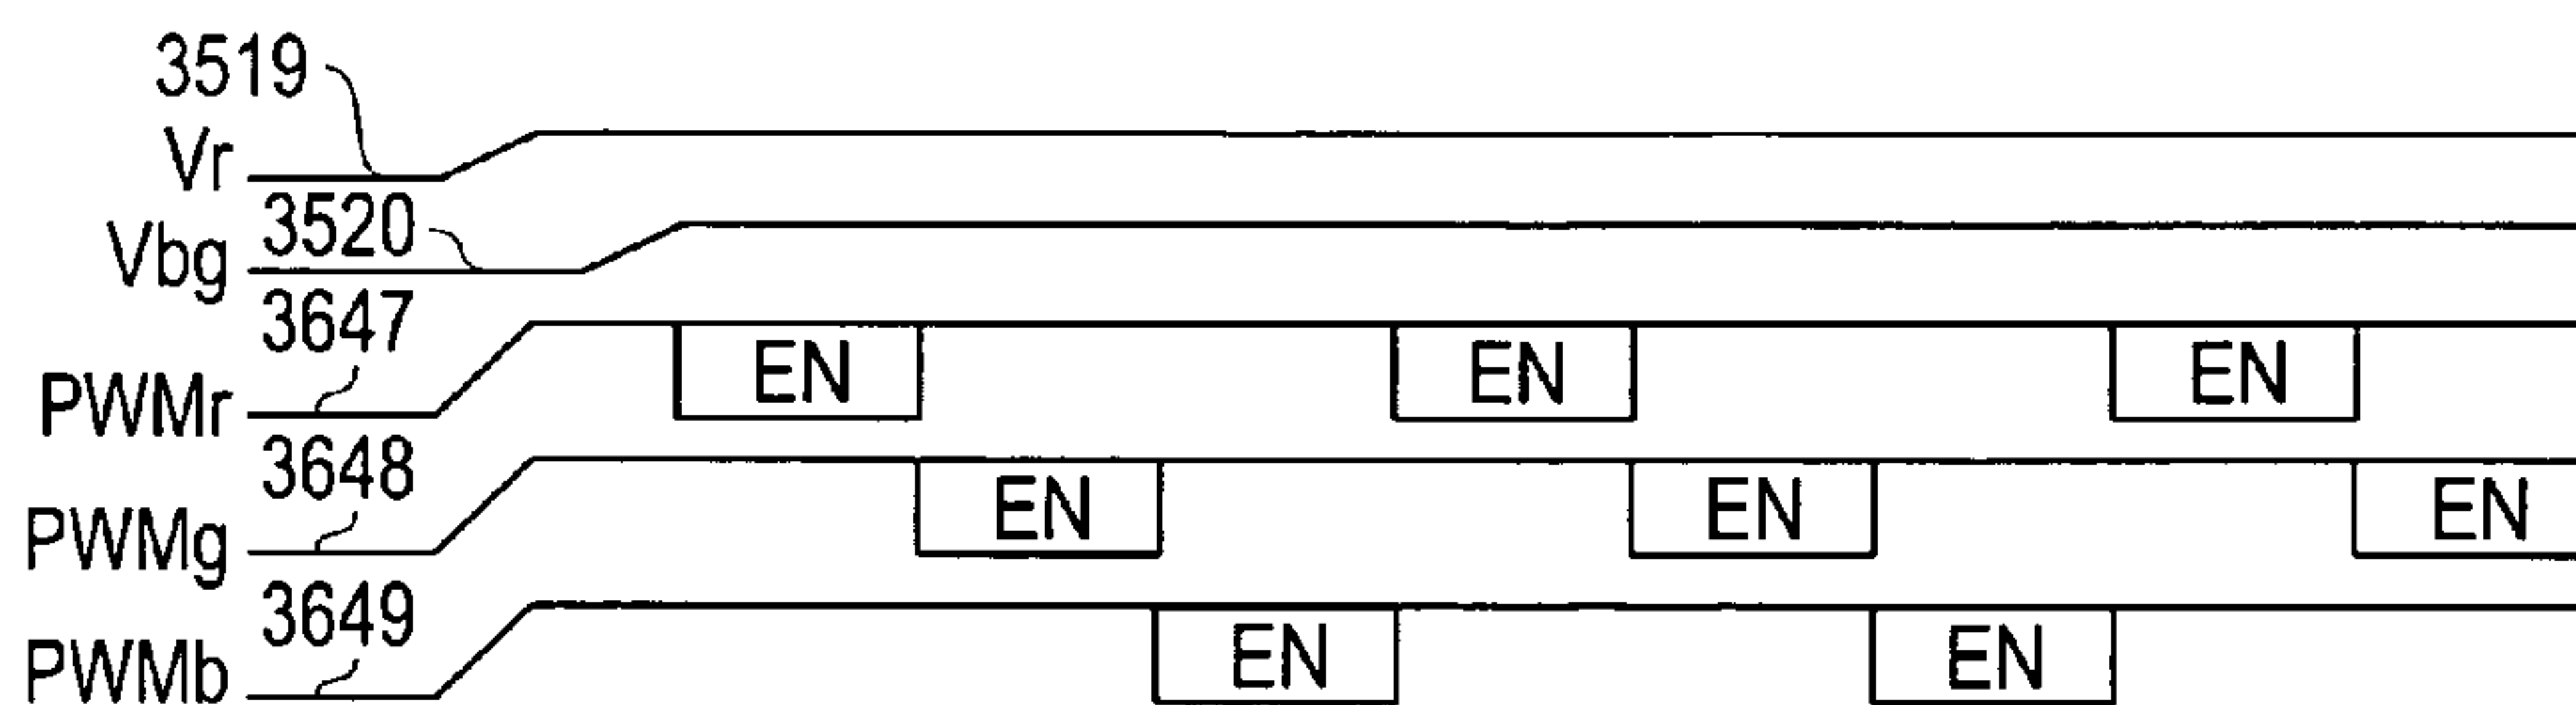 3519
Vr
3520
Vbg
3647
PWMr EN EN EN
3648
PWMg EN EN EN
3649
PWMb EN EN